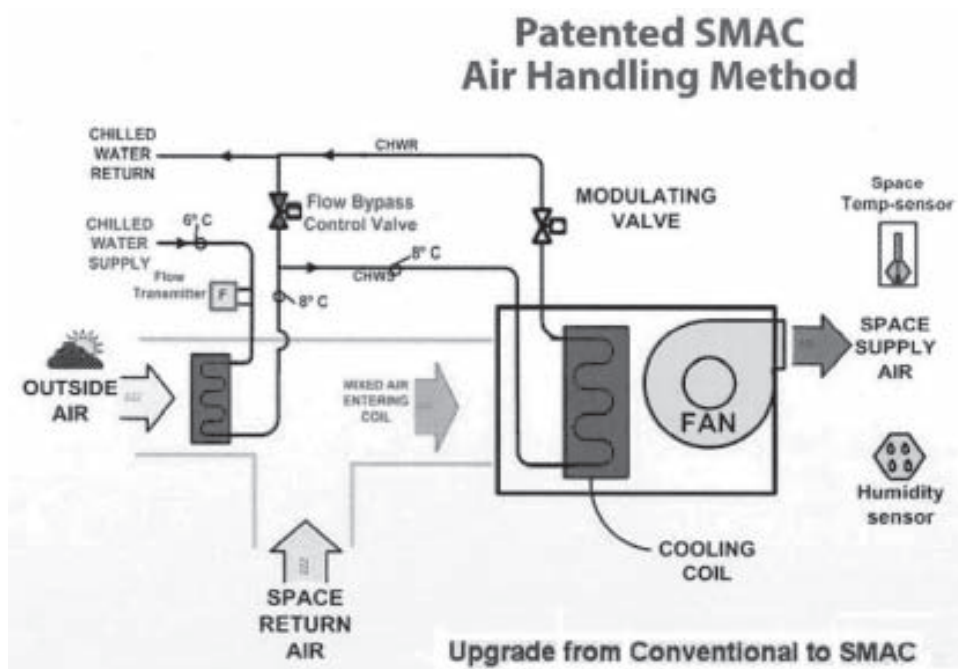 Patented SMAC
Air Handling Method
CHILLED
WATER
RETURN
CHWR
Flow Bypass
Control Valve
MODULATING
VALVE
Space
Temp-sensor
CHILLED
WATER
SUPPLY
6° C
8° C
CHWS
Flow
Transmitter
F
8° C
OUTSIDE
AIR
MIXED AIR
ENTERING
COIL
FAN
SPACE
SUPPLY
AIR
Humidity
sensor
COOLING
COIL
SPACE
RETURN
AIR
Upgrade from Conventional to SMAC